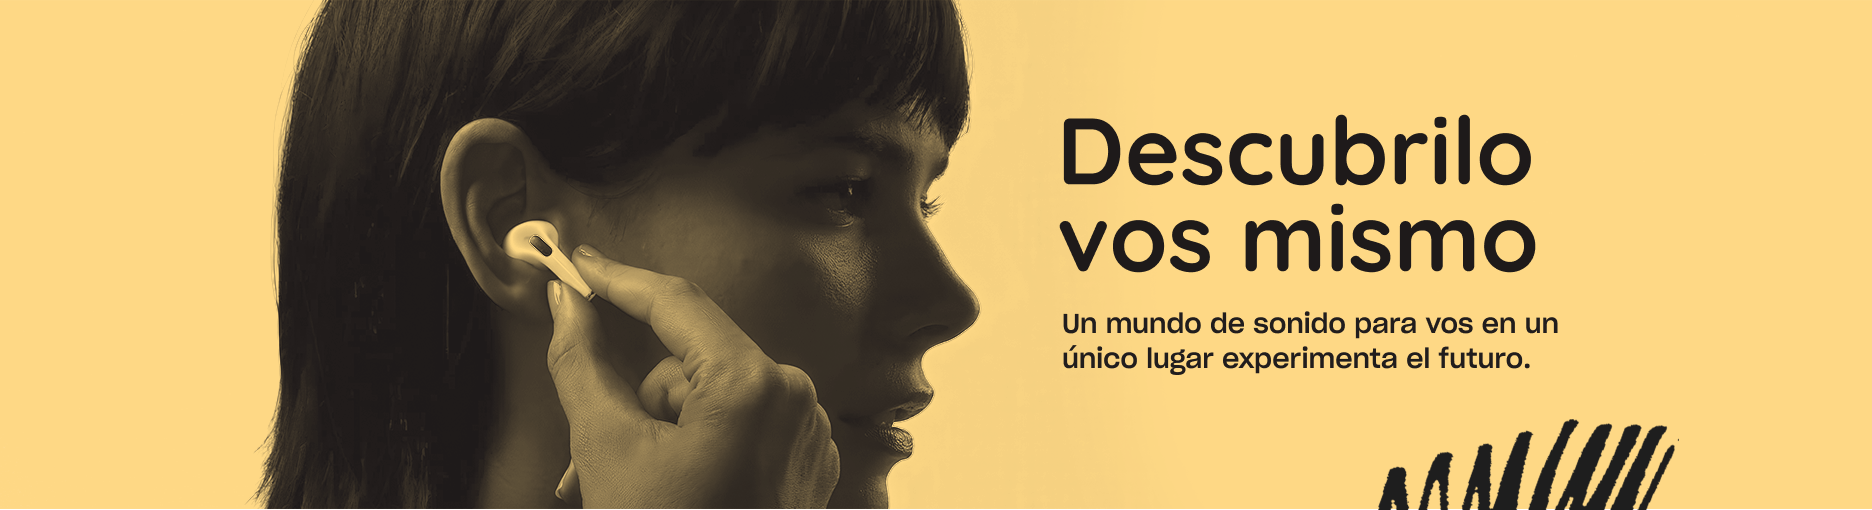 Descubrilo
vos mismo
Un mundo de sonido para vos en un
único lugar experimenta el futuro.